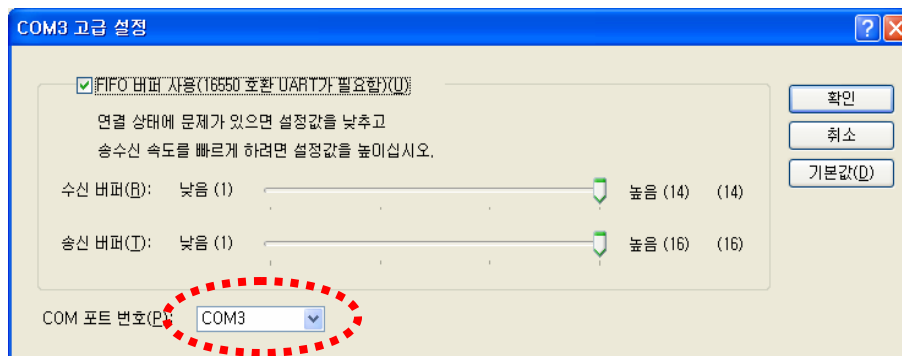 COM3 고급 설정
FIFO 버퍼 사용(16550 호환 UART가 필요함)(U)
연결 상태에 문제가 있으면 설정값을 낮추고
송수신 속도를 빠르게 하려면 설정값을 높이십시오.
수신 버퍼(R): 낮음 (1) 높음 (14) (14)
송신 버퍼(T): 낮음 (1) 높음 (16) (16)
COM 포트 번호(P): COM3
확인
취소
기본값(D)